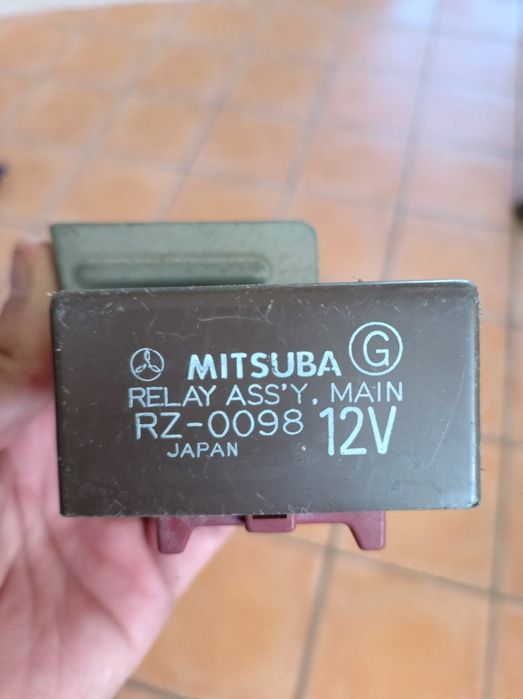 MITSUBA G
RELAY ASS'Y, MAIN
RZ-0098 12V
JAPAN